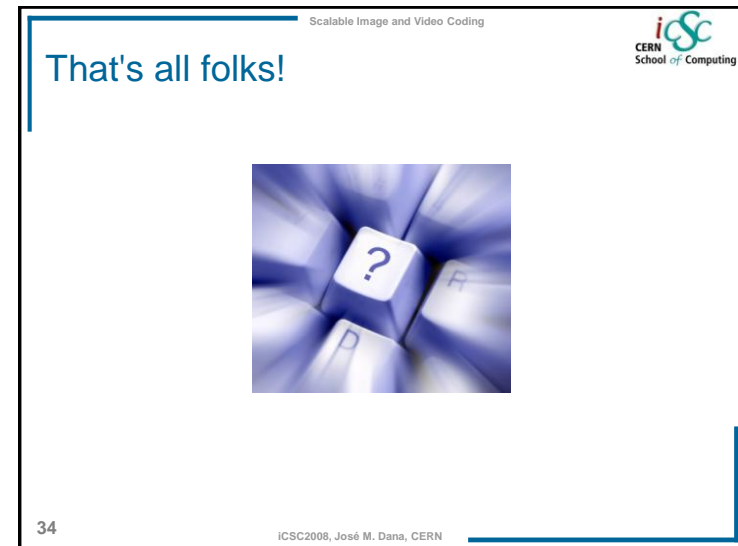 Scalable Image and Video Coding
iCSC
CERN
School of Computing
That's all folks!
?
R
D
34
iCSC2008, José M. Dana, CERN